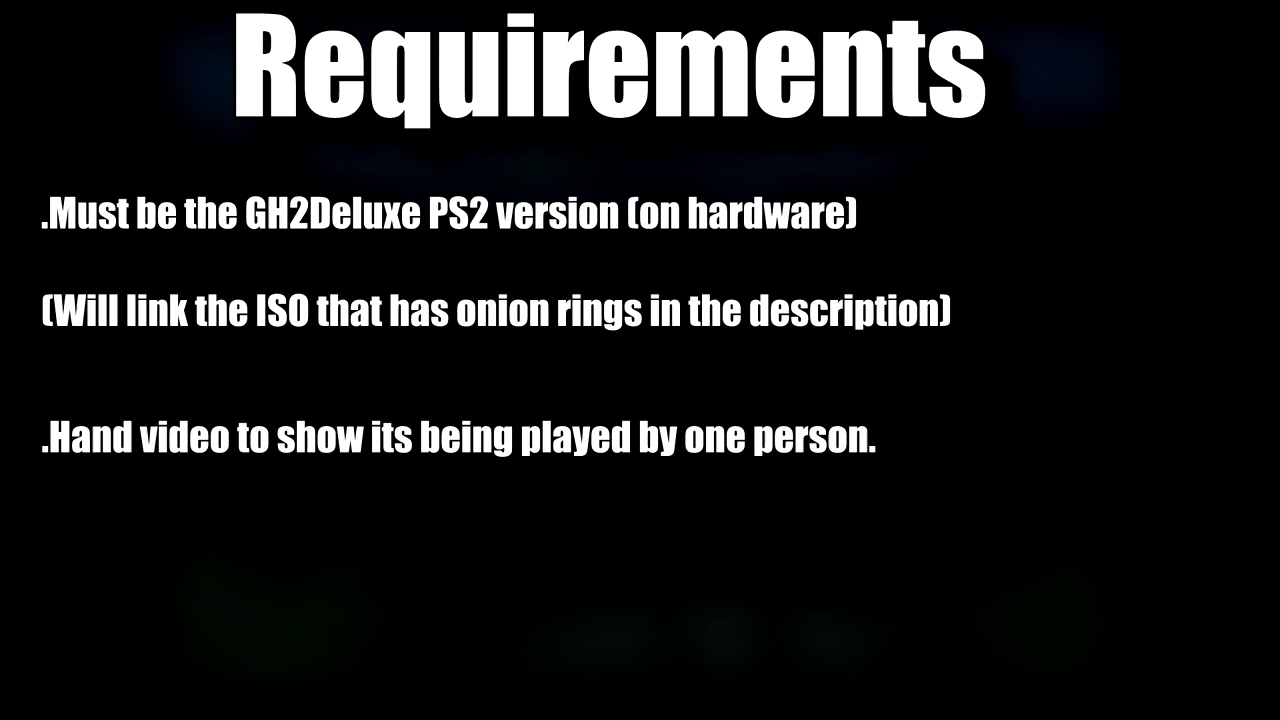 Requirements
.Must be the GH2Deluxe PS2 version (on hardware)
(Will link the ISO that has onion rings in the description)
.Hand video to show its being played by one person.